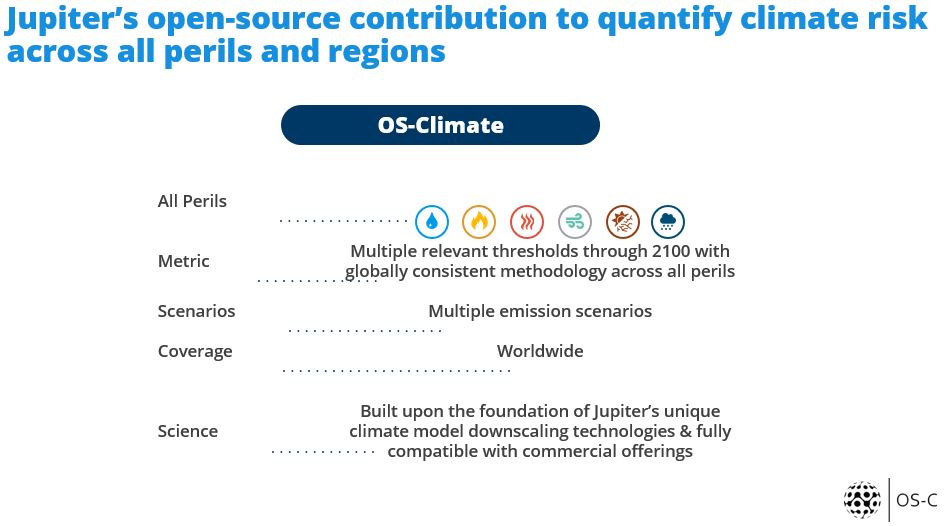 Jupiter's open-source contribution to quantify climate risk
across all perils and regions
OS-Climate
All Perils
Metric
Multiple relevant thresholds through 2100 with
globally consistent methodology across all perils
Scenarios
Multiple emission scenarios
Coverage
Worldwide
Science
Built upon the foundation of Jupiter's unique
climate model downscaling technologies & fully
compatible with commercial offerings
OS-C